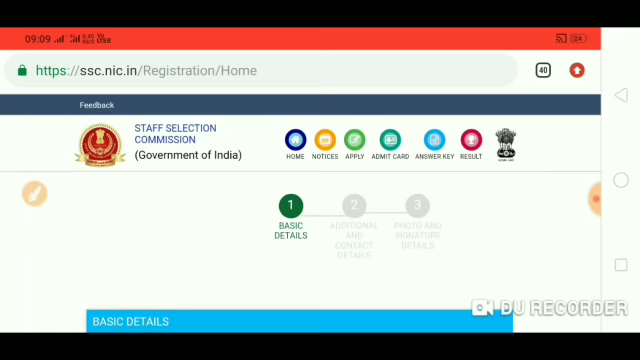 09:09
24
https://ssc.nic.in/Registration/Home
40
Feedback
STAFF SELECTION
COMMISSION
(Government of India)
HOME NOTICES APPLY ADMIT CARD ANSWER KEY RESULT
1 2 3
BASIC
DETAILS
ADDITIONAL
AND
CONTACT
DETAILS
PHOTO AND
SIGNATURE
DETAILS
DU RECORDER
BASIC DETAILS